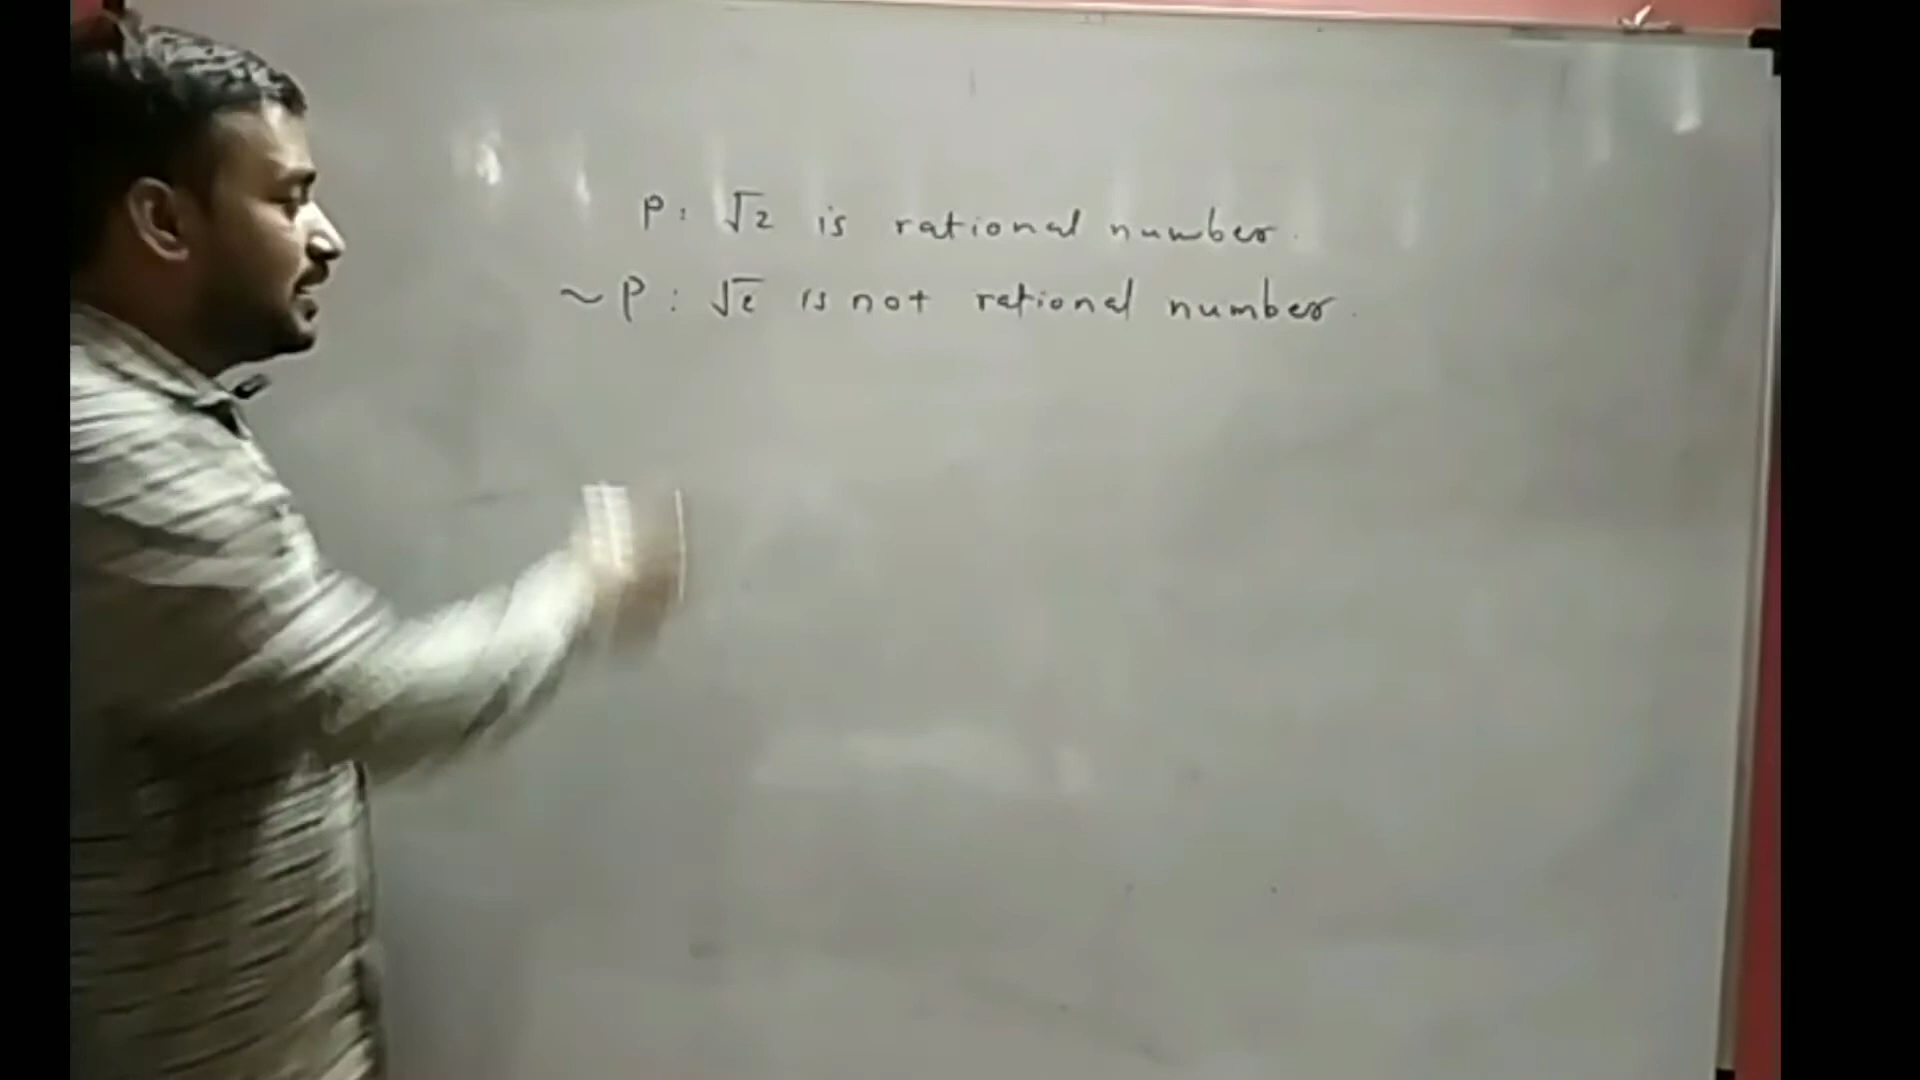 P: √2 is rational number.
~P: √2 is not rational number.